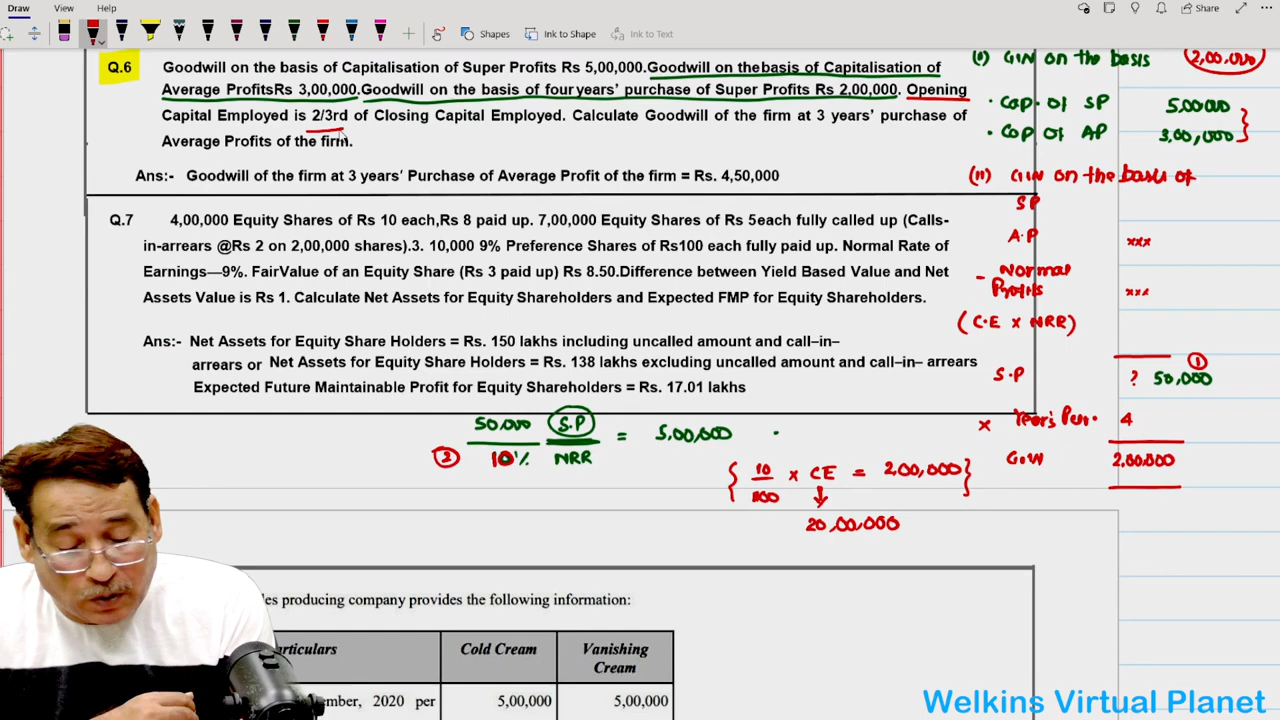 Draw View Help
Share
Shapes
Ink to Shape
Ink to Text
Q.6 Goodwill on the basis of Capitalisation of Super Profits Rs 5,00,000.Goodwill on thebasis of Capitalisation of
Average ProfitsRs 3,00,000.Goodwill on the basis of fouryears' purchase of Super Profits Rs 2,00,000. Opening
Capital Employed is 2/3rd of Closing Capital Employed. Calculate Goodwill of the firm at 3 years' purchase of
Average Profits of the firm.
Ans:- Goodwill of the firm at 3 years' Purchase of Average Profit of the firm = Rs. 4,50,000
Q.7 4,00,000 Equity Shares of Rs 10 each,Rs 8 paid up. 7,00,000 Equity Shares of Rs 5each fully called up (Calls-
in-arrears @Rs 2 on 2,00,000 shares).3. 10,000 9% Preference Shares of Rs100 each fully paid up. Normal Rate of
Earnings—9%. FairValue of an Equity Share (Rs 3 paid up) Rs 8.50.Difference between Yield Based Value and Net
Assets Value is Rs 1. Calculate Net Assets for Equity Shareholders and Expected FMP for Equity Shareholders.
Ans:- Net Assets for Equity Share Holders = Rs. 150 lakhs including uncalled amount and call–in–
arrears or Net Assets for Equity Share Holders = Rs. 138 lakhs excluding uncalled amount and call–in– arrears
Expected Future Maintainable Profit for Equity Shareholders = Rs. 17.01 lakhs
G/W on the basis 2,00,000
• Cap. of SP 5,00,000
• Cap of AP 3,00,000
(11) G/W on the basis of
SP
A.P xxx
- Normal
Profits xxx
(C.E x NRR)
①
S.P ? 50,000
x Year's Pur. 4
G.W 2,00,000
50,000 S.P = 5,00,000
② 10% NRR
{ 10 x CE = 2,00,000 }
100
20,00,000
les producing company provides the following information:
articulars Cold Cream Vanishing
Cream
ember, 2020 per 5,00,000 5,00,000
Welkins Virtual Planet